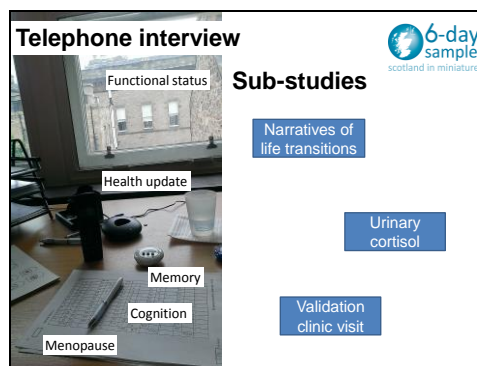 Telephone interview
6-day
sample
scotland in miniature
Functional status
Sub-studies
Narratives of
life transitions
Health update
Urinary
cortisol
Memory
Cognition
Validation
clinic visit
Menopause